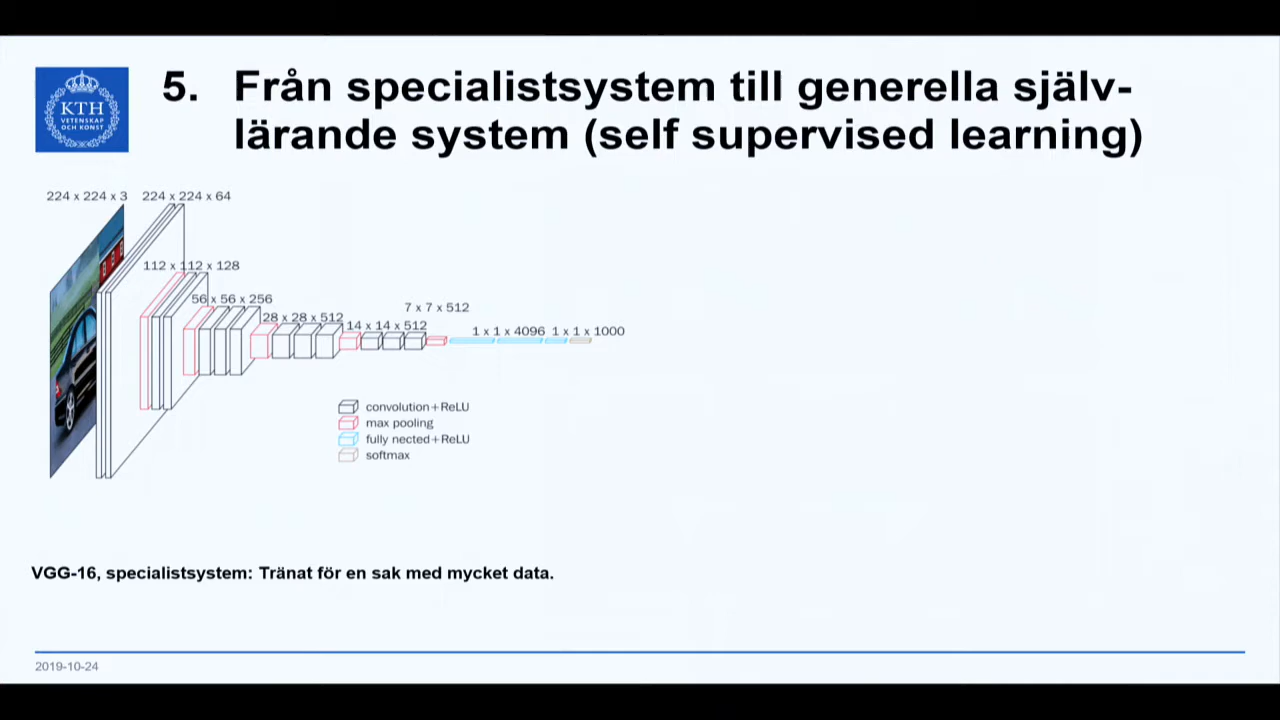 5. Från specialistsystem till generella själv-
lärande system (self supervised learning)
KTH
VETENSKAP
OCH KONST
224 x 224 x 3 224 x 224 x 64
112 x 112 x 128
56 x 56 x 256
28 x 28 x 512
14 x 14 x 512
7 x 7 x 512
1 x 1 x 4096 1 x 1 x 1000
convolution+ReLU
max pooling
fully nected+ReLU
softmax
VGG-16, specialistsystem: Tränat för en sak med mycket data.
2019-10-24